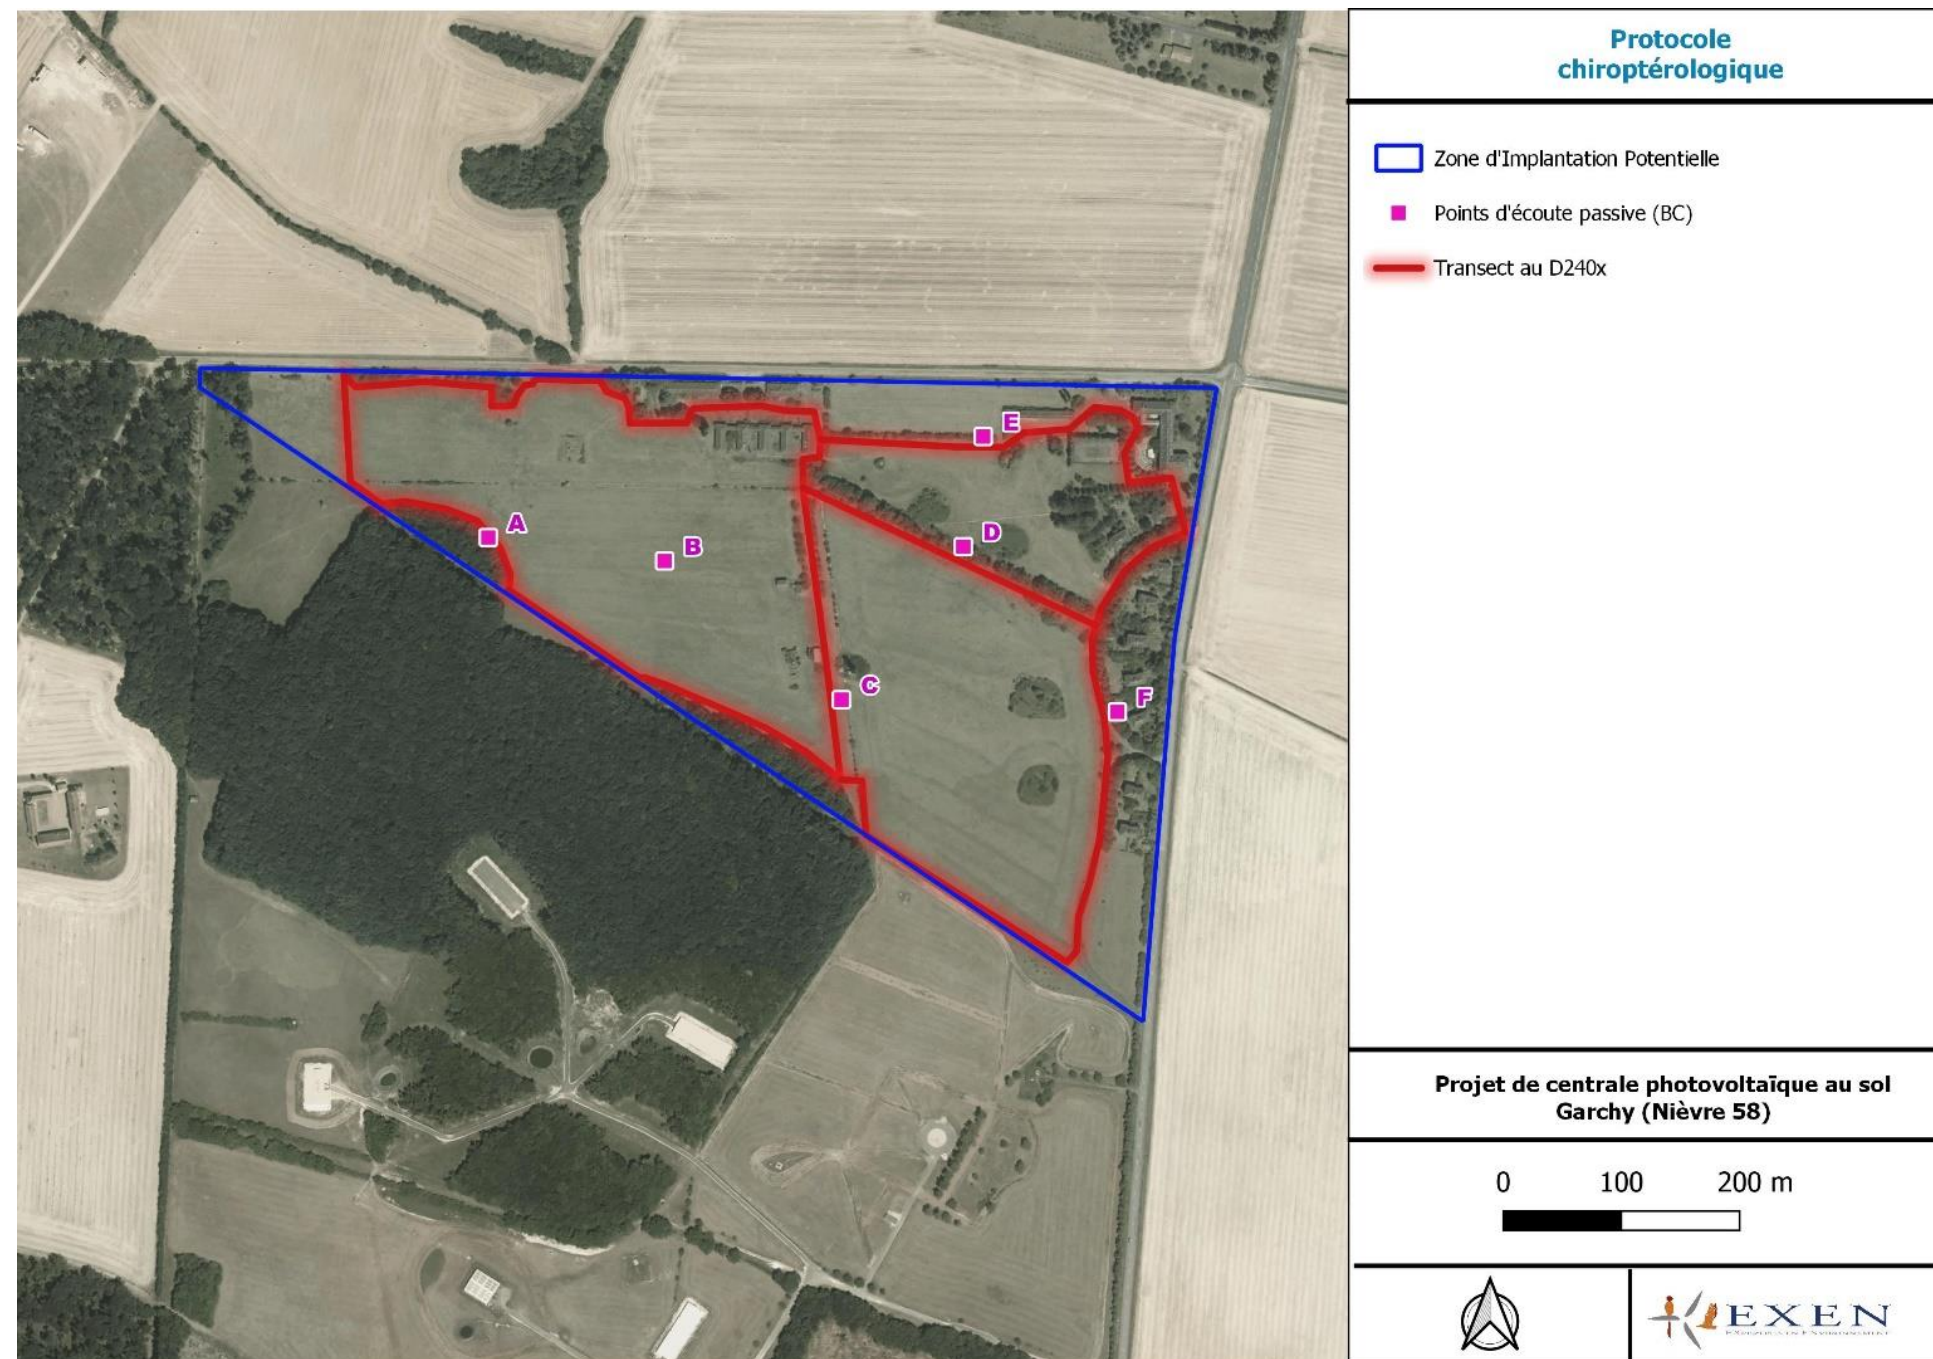 Protocole
chiroptérologique
Zone d'Implantation Potentielle
Points d'écoute passive (BC)
Transect au D240x
E
A
B
D
C
F
Projet de centrale photovoltaïque au sol
Garchy (Nièvre 58)
0 100 200 m
EXEN